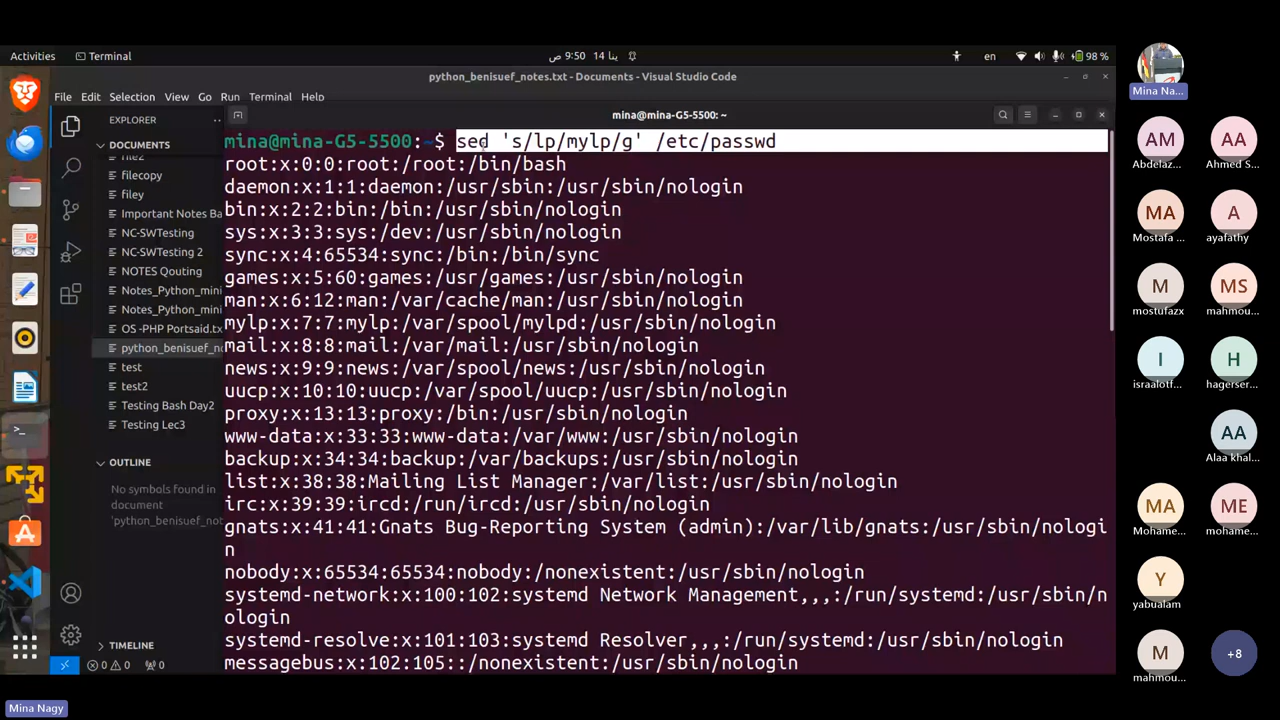 Activities
Terminal
ص 9:50 14 ينا
en
98 %
python_benisuef_notes.txt - Documents - Visual Studio Code
File Edit Selection View Go Run Terminal Help
EXPLORER
DOCUMENTS
file2
filecopy
filey
Important Notes Ba
NC-SWTesting
NC-SWTesting 2
NOTES Qouting
Notes_Python_mini
Notes_Python_mini
OS -PHP Portsaid.tx
python_benisuef_no
test
test2
Testing Bash Day2
Testing Lec3
OUTLINE
No symbols found in
document
'python_benisuef_not
TIMELINE
0 0 0
mina@mina-G5-5500: ~
mina@mina-G5-5500:~$ sed 's/lp/mylp/g' /etc/passwd
root:x:0:0:root:/root:/bin/bash
daemon:x:1:1:daemon:/usr/sbin:/usr/sbin/nologin
bin:x:2:2:bin:/bin:/usr/sbin/nologin
sys:x:3:3:sys:/dev:/usr/sbin/nologin
sync:x:4:65534:sync:/bin:/bin/sync
games:x:5:60:games:/usr/games:/usr/sbin/nologin
man:x:6:12:man:/var/cache/man:/usr/sbin/nologin
mylp:x:7:7:mylp:/var/spool/mylpd:/usr/sbin/nologin
mail:x:8:8:mail:/var/mail:/usr/sbin/nologin
news:x:9:9:news:/var/spool/news:/usr/sbin/nologin
uucp:x:10:10:uucp:/var/spool/uucp:/usr/sbin/nologin
proxy:x:13:13:proxy:/bin:/usr/sbin/nologin
www-data:x:33:33:www-data:/var/www:/usr/sbin/nologin
backup:x:34:34:backup:/var/backups:/usr/sbin/nologin
list:x:38:38:Mailing List Manager:/var/list:/usr/sbin/nologin
irc:x:39:39:ircd:/run/ircd:/usr/sbin/nologin
gnats:x:41:41:Gnats Bug-Reporting System (admin):/var/lib/gnats:/usr/sbin/nologi
n
nobody:x:65534:65534:nobody:/nonexistent:/usr/sbin/nologin
systemd-network:x:100:102:systemd Network Management,,,:/run/systemd:/usr/sbin/n
ologin
systemd-resolve:x:101:103:systemd Resolver,,,:/run/systemd:/usr/sbin/nologin
messagebus:x:102:105::/nonexistent:/usr/sbin/nologin
Mina Na...
AM AA
Abdelaz... Ahmed S...
MA A
Mostafa ... ayafathy
M MS
mostufazx mahmou...
I H
israalotf... hagerser...
AA
Alaa khal...
MA ME
Mohame... mohame...
Y
yabualam
M +8
mahmou...
Mina Nagy